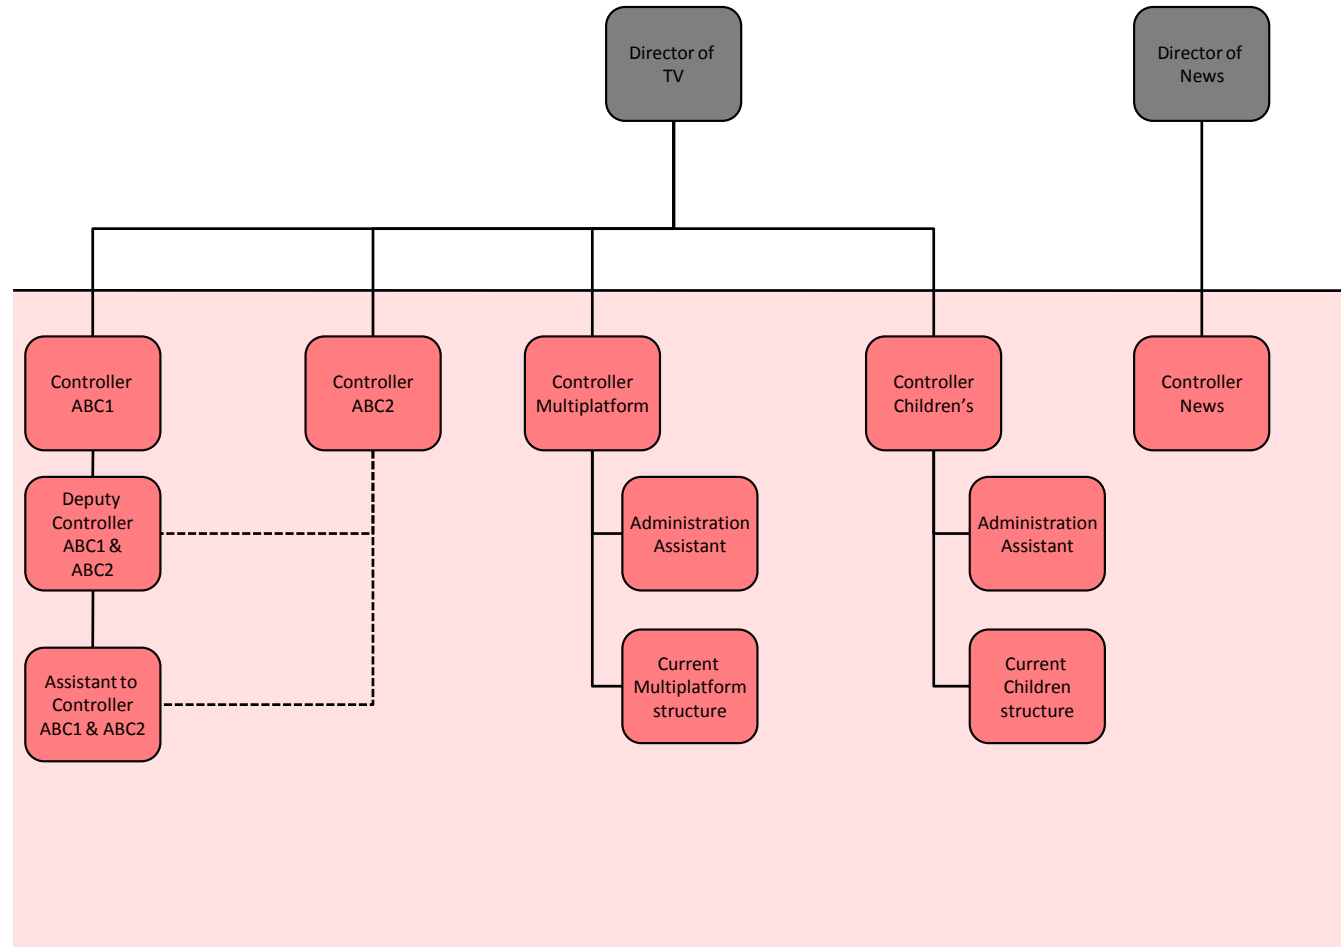 Director of
TV
Director of
News
Controller
ABC1
Controller
ABC2
Controller
Multiplatform
Controller
Children's
Controller
News
Deputy
Controller
ABC1 &
ABC2
Administration
Assistant
Administration
Assistant
Assistant to
Controller
ABC1 & ABC2
Current
Multiplatform
structure
Current
Children
structure